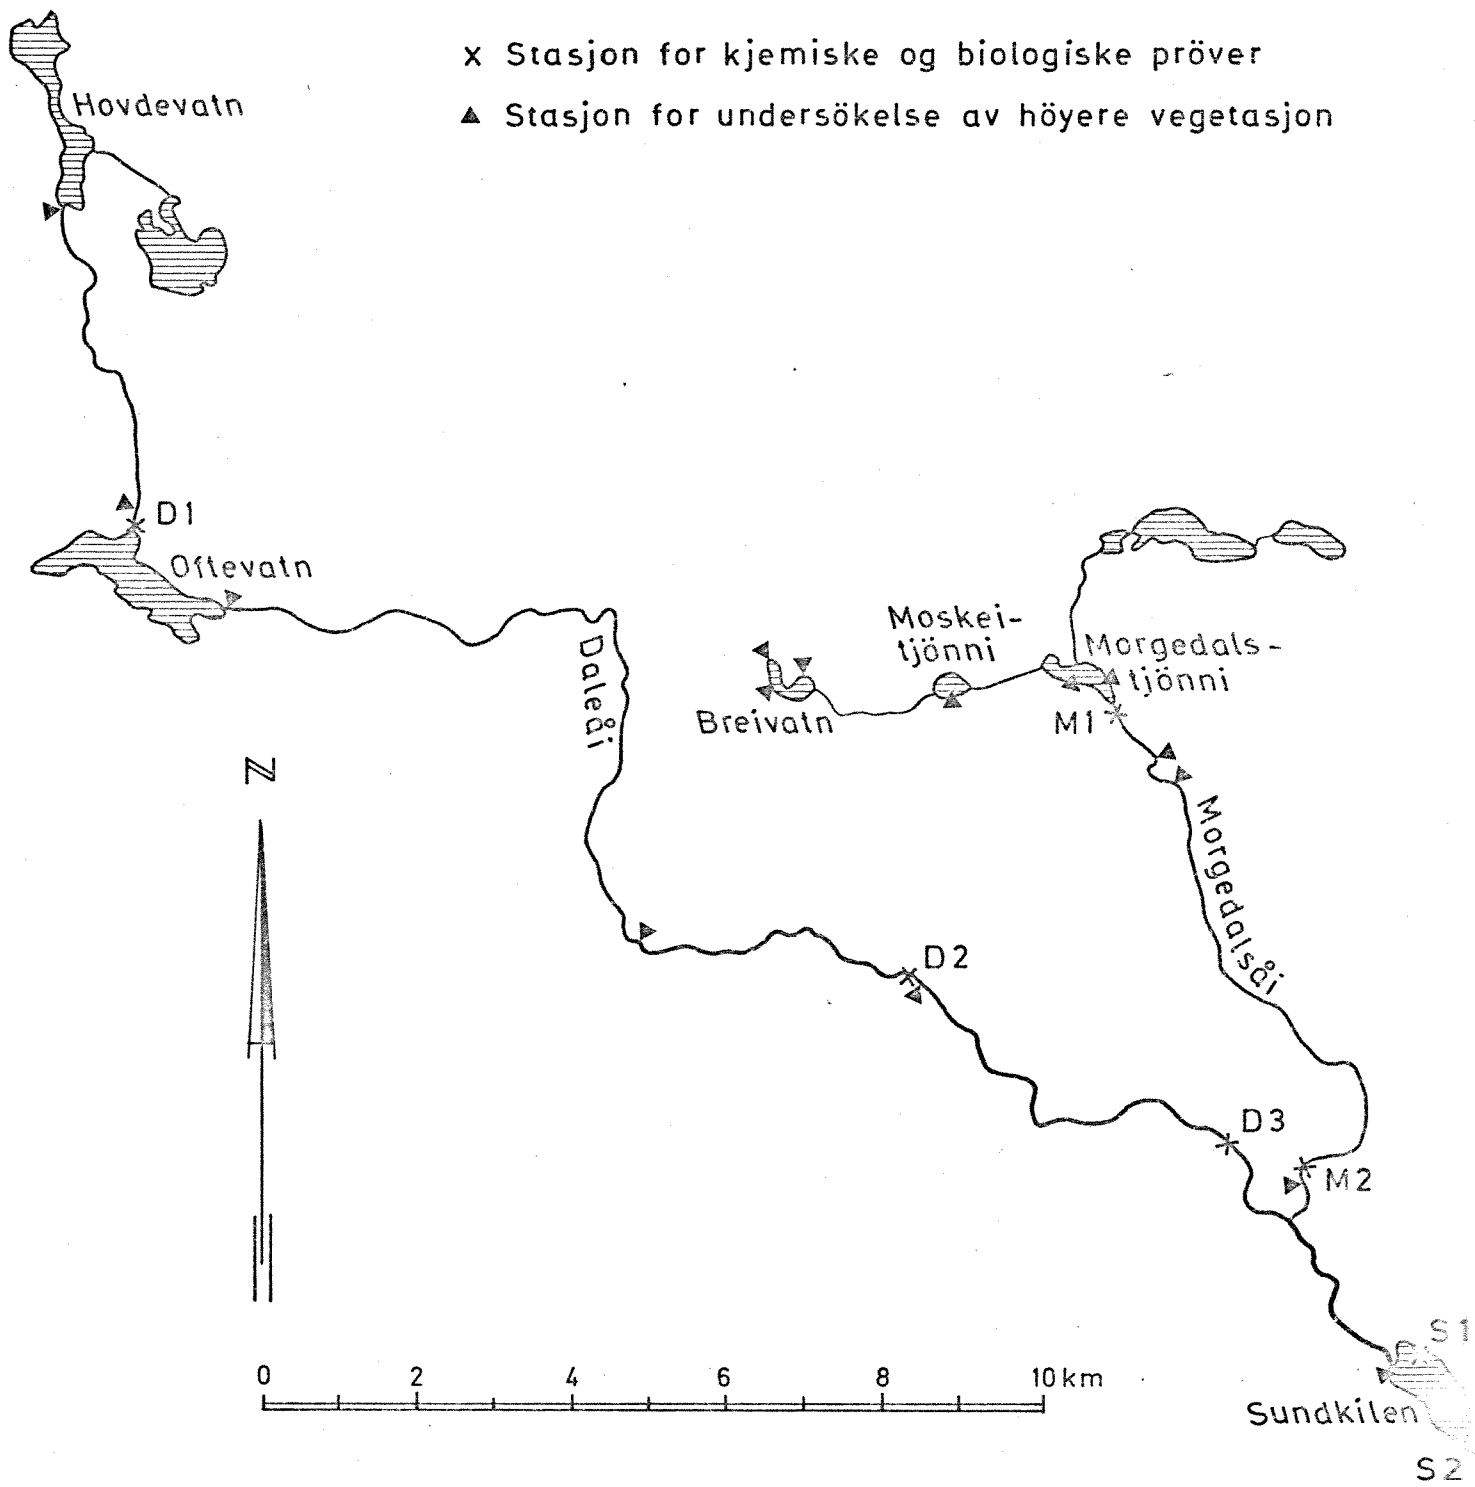 x Stasjon for kjemiske og biologiske pröver
▲ Stasjon for undersökelse av höyere vegetasjon
Hovdevatn
D1
Oftevatn
Moskei-
tjönni
Morgedals-
tjönni
Breivatn
M1
Daleåi
N
Morgedalsåi
D2
D3
M2
S1
0 2 4 6 8 10 km
Sundkilen
S2